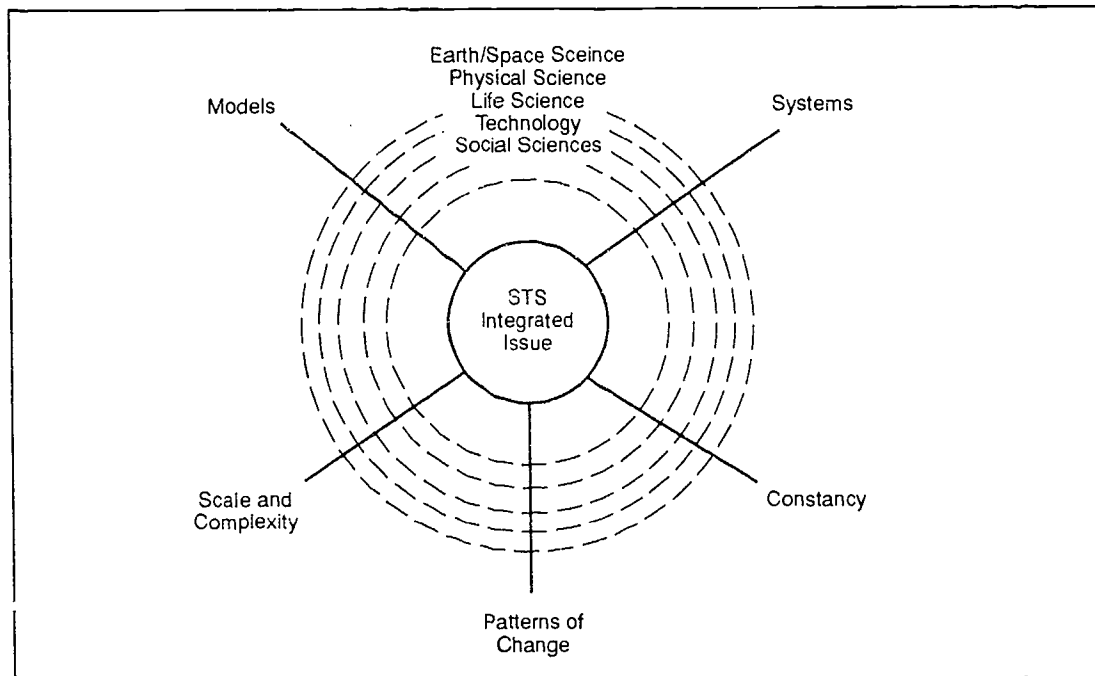 Earth/Space Sceince
Physical Science
Life Science
Technology
Social Sciences
Models
Systems
STS
Integrated
Issue
Scale and
Complexity
Constancy
Patterns of
Change